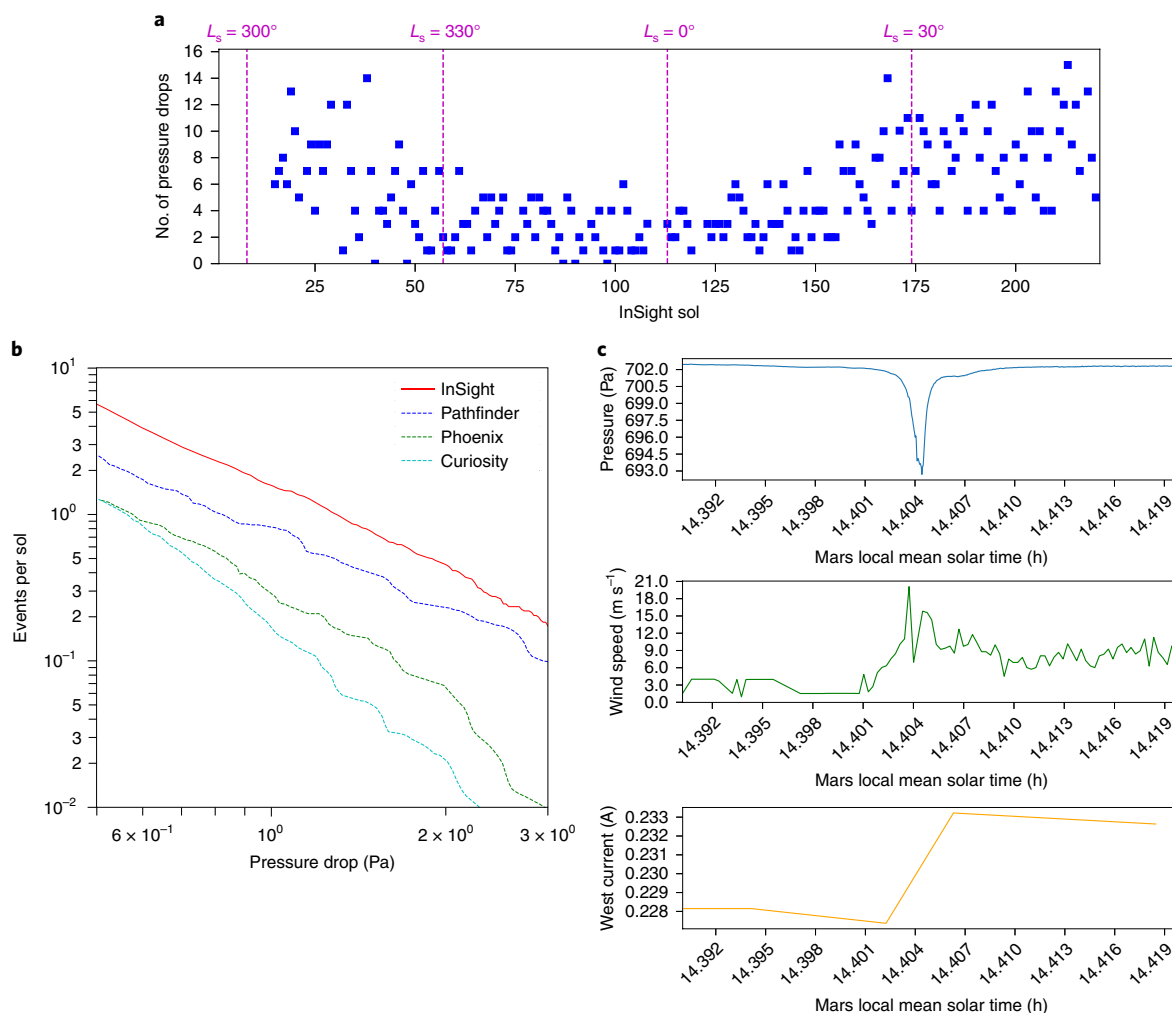 a
L_s = 300° L_s = 330° L_s = 0° L_s = 30°
No. of pressure drops
16
14
12
10
8
6
4
2
0
25 50 75 100 125 150 175 200
InSight sol
b
Events per sol
10¹
5
3
2
10⁰
5
3
2
10⁻¹
5
3
2
10⁻²
InSight
Pathfinder
Phoenix
Curiosity
6 × 10⁻¹ 10⁰ 2 × 10⁰ 3 × 10⁰
Pressure drop (Pa)
c
Pressure (Pa)
702.0
700.5
699.0
697.5
696.0
694.5
693.0
14.392 14.395 14.398 14.401 14.404 14.407 14.410 14.413 14.416 14.419
Mars local mean solar time (h)
Wind speed (m s⁻¹)
21.0
18.0
15.0
12.0
9.0
6.0
3.0
0.0
14.392 14.395 14.398 14.401 14.404 14.407 14.410 14.413 14.416 14.419
Mars local mean solar time (h)
West current (A)
0.233
0.232
0.231
0.230
0.229
0.228
14.392 14.395 14.398 14.401 14.404 14.407 14.410 14.413 14.416 14.419
Mars local mean solar time (h)